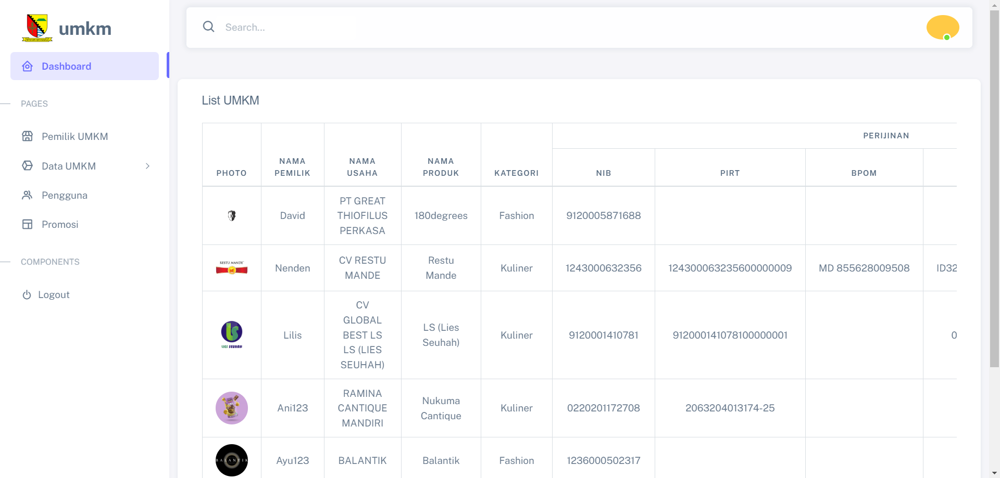 umkm
Search...
Dashboard
PAGES
Pemilik UMKM
Data UMKM
Pengguna
Promosi
COMPONENTS
Logout
List UMKM
PERIJINAN
PHOTO
NAMA
PEMILIK
NAMA
USAHA
NAMA
PRODUK
KATEGORI
NIB
PIRT
BPOM
David
PT GREAT
THIOFILUS
PERKASA
180degrees
Fashion
9120005871688
RESTU MANDE
Nenden
CV RESTU
MANDE
Restu
Mande
Kuliner
1243000632356
124300063235600000009
MD 855628009508
ID32
LIES SEUHAH
Lilis
CV
GLOBAL
BEST LS
LS (LIES
SEUHAH)
LS (Lies
Seuhah)
Kuliner
9120001410781
912000141078100000001
0
Ani123
RAMINA
CANTIQUE
MANDIRI
Nukuma
Cantique
Kuliner
0220201172708
2063204013174-25
BALANTIK
Ayu123
BALANTIK
Balantik
Fashion
1236000502317